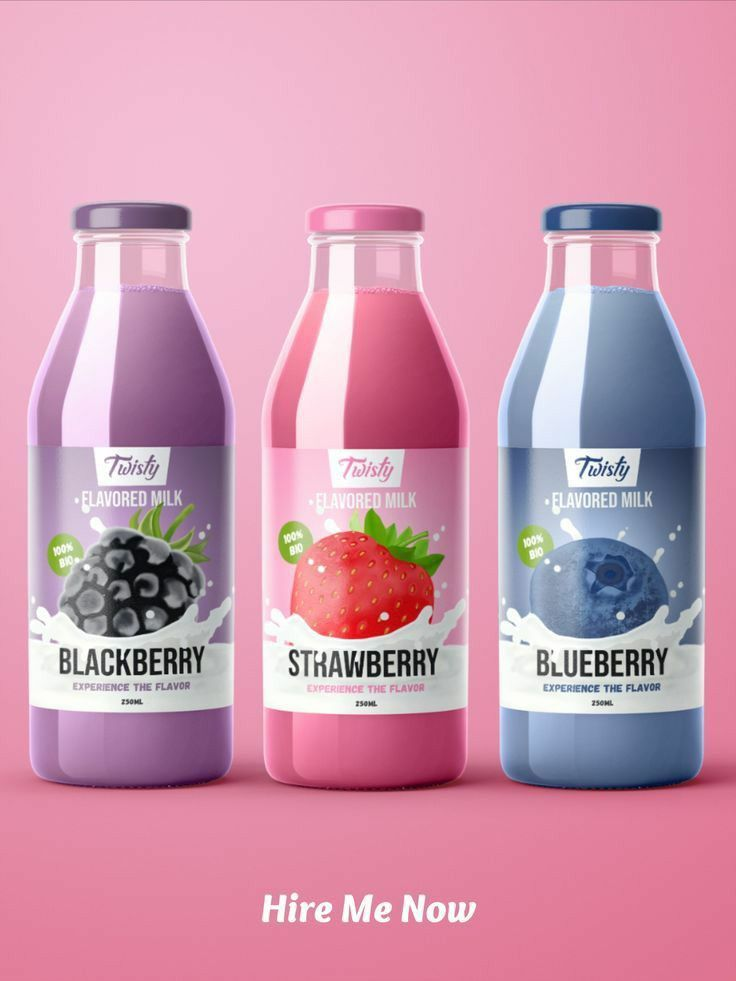 Twisty
• FLAVORED MILK
100%
BIO
BLACKBERRY
EXPERIENCE THE FLAVOR
250ML
Twisty
• FLAVORED MILK
100%
BIO
STRAWBERRY
EXPERIENCE THE FLAVOR
250ML
Twisty
• FLAVORED MILK
100%
BIO
BLUEBERRY
EXPERIENCE THE FLAVOR
250ML
Hire Me Now